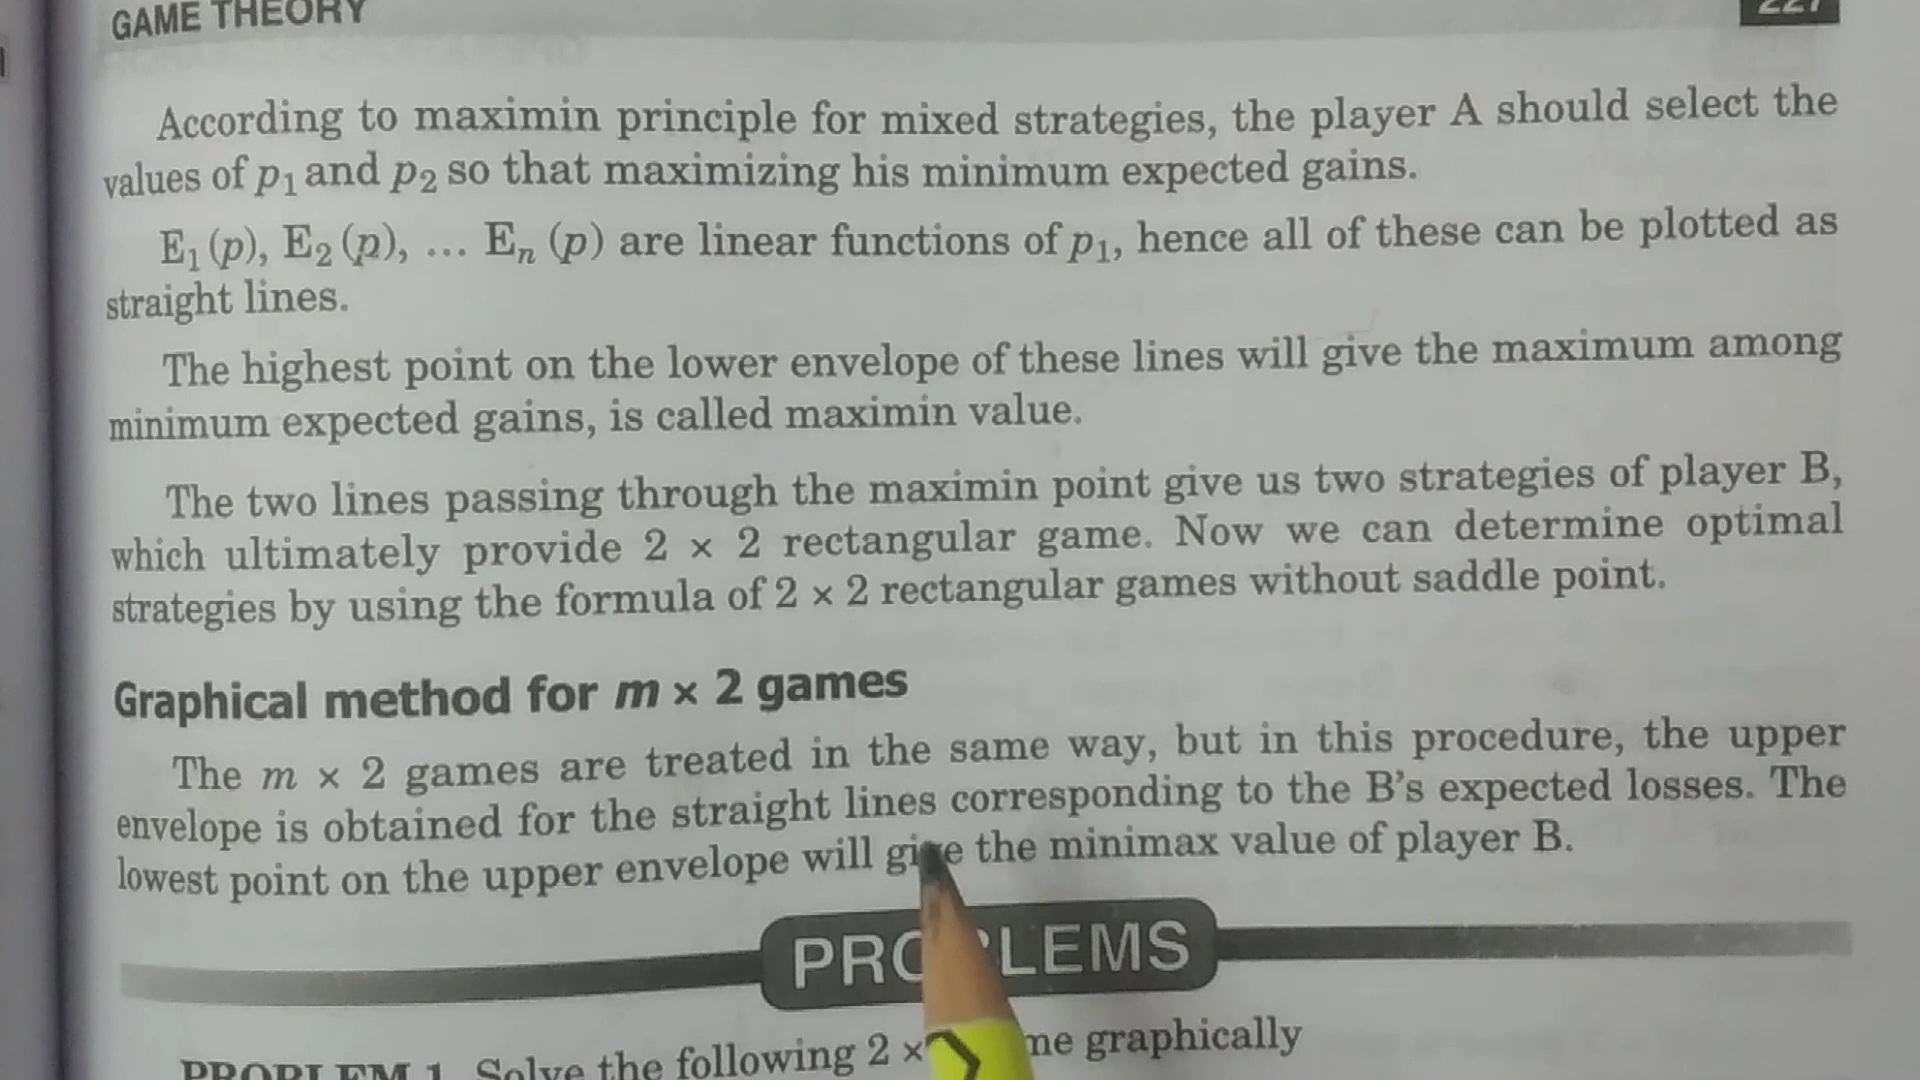 GAME THEORY
According to maximin principle for mixed strategies, the player A should select the
values of p₁ and p₂ so that maximizing his minimum expected gains.
E₁ (p), E₂ (p), ... Eₙ (p) are linear functions of p₁, hence all of these can be plotted as
straight lines.
The highest point on the lower envelope of these lines will give the maximum among
minimum expected gains, is called maximin value.
The two lines passing through the maximin point give us two strategies of player B,
which ultimately provide 2 × 2 rectangular game. Now we can determine optimal
strategies by using the formula of 2 × 2 rectangular games without saddle point.
Graphical method for m × 2 games
The m × 2 games are treated in the same way, but in this procedure, the upper
envelope is obtained for the straight lines corresponding to the B's expected losses. The
lowest point on the upper envelope will give the minimax value of player B.
PROBLEMS
PROBLEM 1. Solve the following 2 × graphically